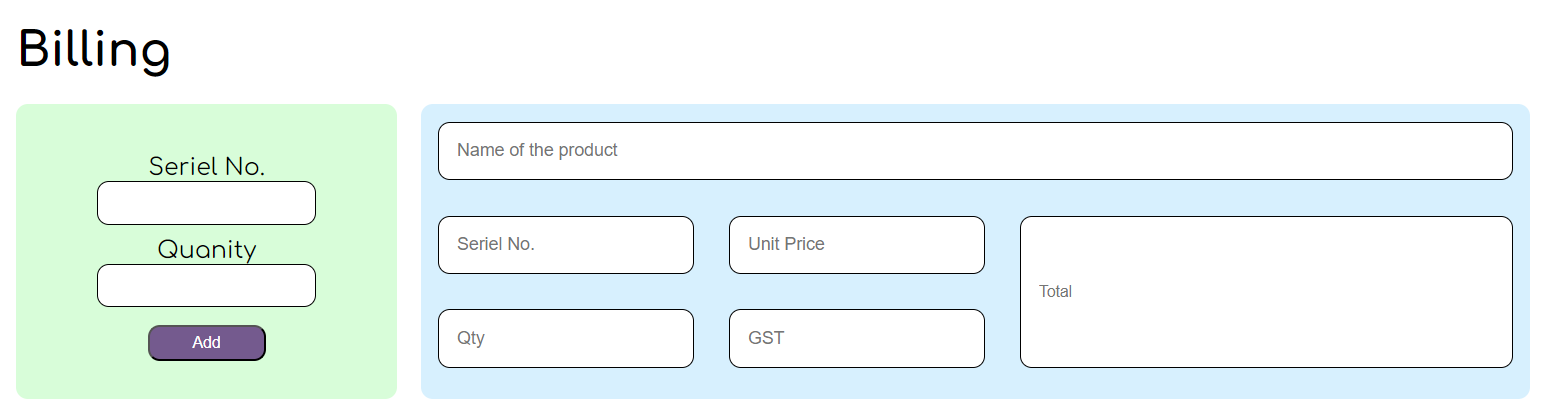 Billing
Seriel No.
Quanity
Add
Name of the product
Seriel No.
Unit Price
Total
Qty
GST